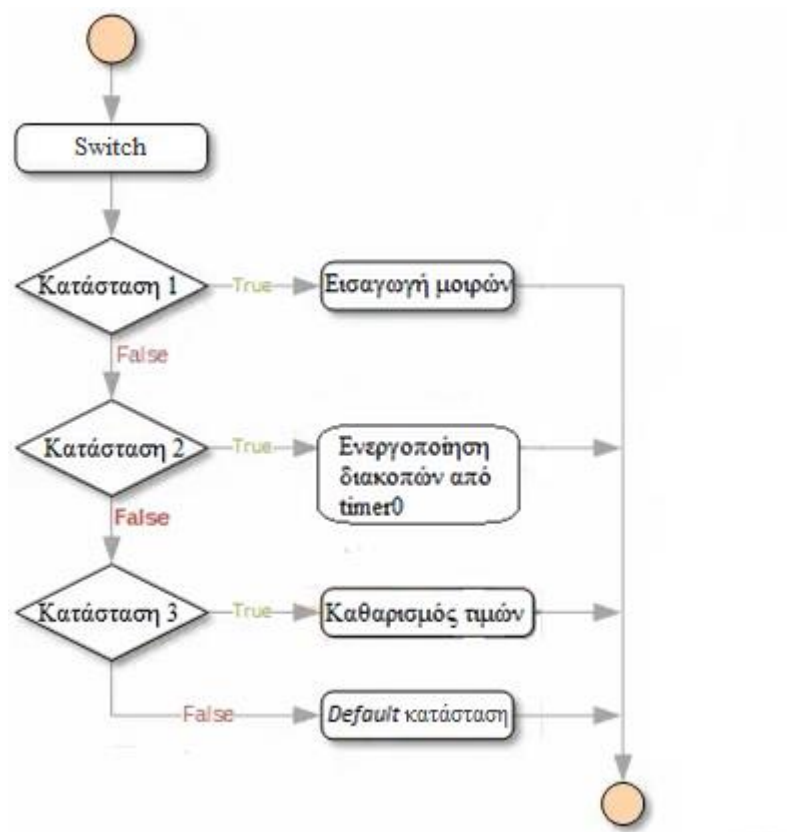 Switch
Κατάσταση 1
True
Εισαγωγή μοιρών
False
Κατάσταση 2
True
Ενεργοποίηση
διακοπών από
timer0
False
Κατάσταση 3
True
Καθαρισμός τιμών
False
Default κατάσταση